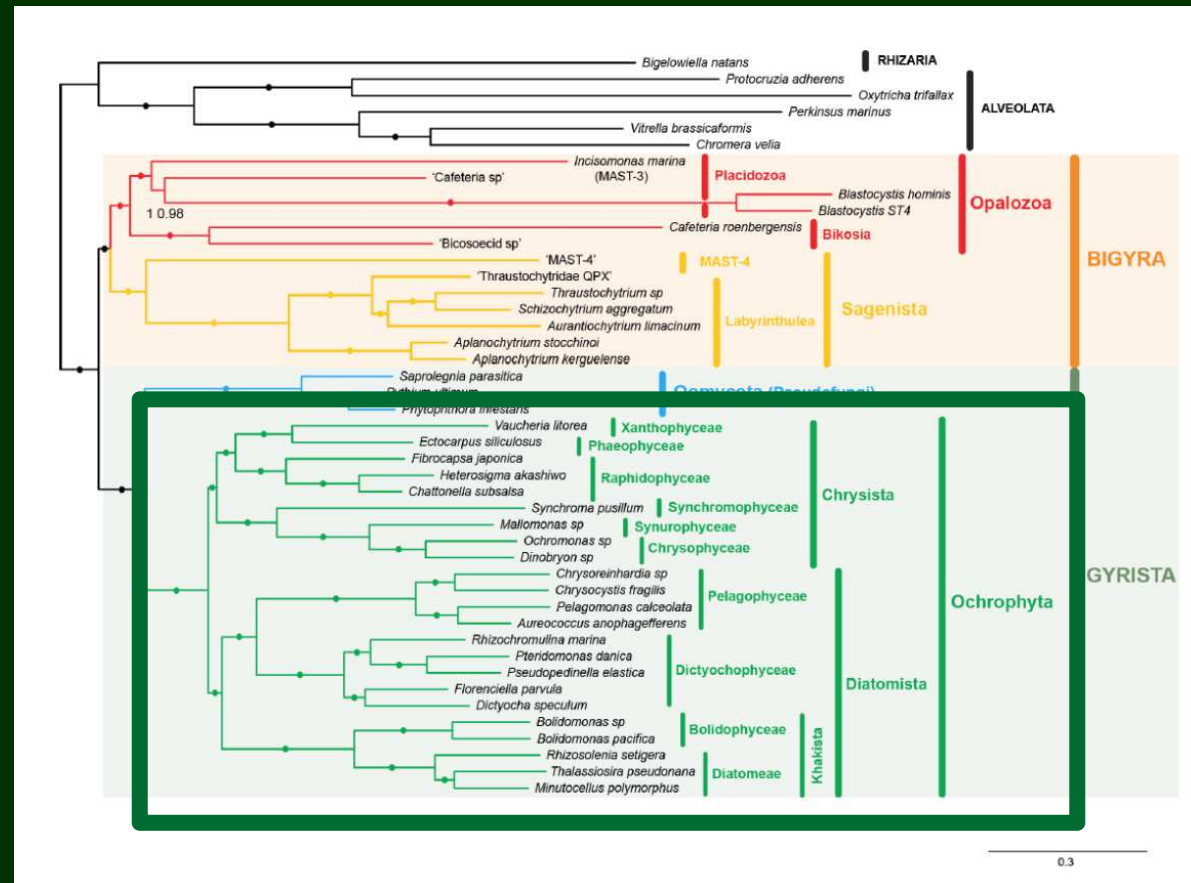 Bigelowiella natans
RHIZARIA
Protocruzia adherens
Oxytricha trifallax
Perkinsus marinus
ALVEOLATA
Vitrella brassicaformis
Chromera velia
Incisomonas marina
(MAST-3)
Placidozoa
'Cafeteria sp'
Blastocystis hominis
Blastocystis ST4
Opalozoa
1 0.98
Cafeteria roenbergensis
Bikosia
'Bicosoecid sp'
BIGYRA
'MAST-4'
MAST-4
'Thraustochytridae QPX'
Thraustochytrium sp
Schizochytrium aggregatum
Sagenista
Aurantiochytrium limacinum
Labyrinthulea
Aplanochytrium stocchinoi
Aplanochytrium kerguelense
Saprolegnia parasitica
Pythium ultimum
Oomycota (Pseudofungi)
Phytophthora infestans
Vaucheria litorea
Xanthophyceae
Ectocarpus siliculosus
Phaeophyceae
Fibrocapsa japonica
Heterosigma akashiwo
Raphidophyceae
Chattonella subsalsa
Chrysista
Synchroma pusillum
Synchromophyceae
Mallomonas sp
Synurophyceae
Ochromonas sp
Chrysophyceae
Dinobryon sp
Chrysoreinhardia sp
GYRISTA
Chrysocystis fragilis
Pelagophyceae
Pelagomonas calceolata
Ochrophyta
Aureococcus anophagefferens
Rhizochromulina marina
Pteridomonas danica
Dictyochophyceae
Pseudopedinella elastica
Diatomista
Florenciella parvula
Dictyocha speculum
Bolidomonas sp
Bolidophyceae
Bolidomonas pacifica
Khakista
Rhizosolenia setigera
Thalassiosira pseudonana
Diatomeae
Minutocellus polymorphus
0.3